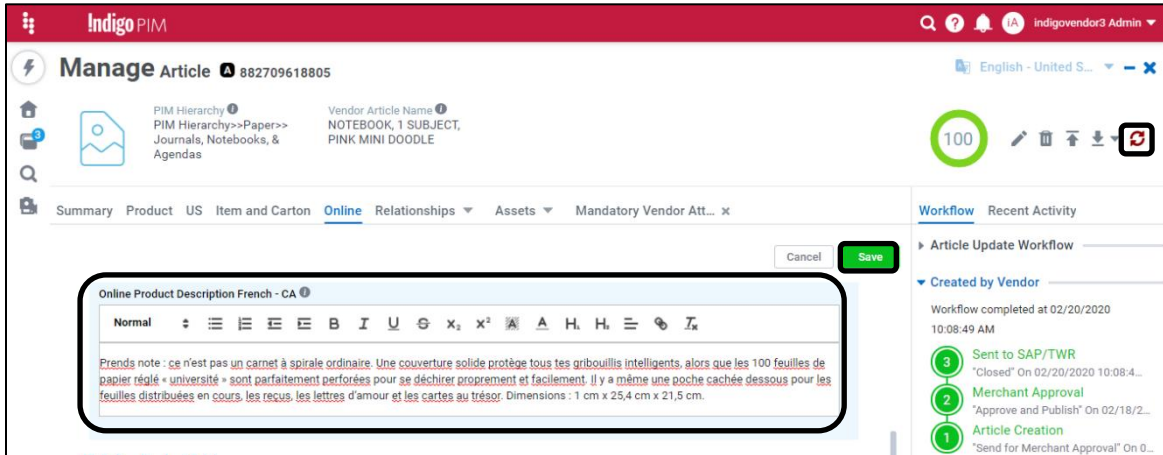 !ndigo PIM
iA indigovendor3 Admin
Manage Article A 882709618805
English - United S...
PIM Hierarchy
PIM Hierarchy>>Paper>>
Journals, Notebooks, &
Agendas
Vendor Article Name
NOTEBOOK, 1 SUBJECT,
PINK MINI DOODLE
100
3
Summary Product US Item and Carton Online Relationships Assets Mandatory Vendor Att... x
Workflow Recent Activity
Cancel Save
Online Product Description French - CA
Normal B I U S X₂ X² A A H₁ H₂ Tx
Prends note : ce n'est pas un carnet à spirale ordinaire. Une couverture solide protège tous tes gribouillis intelligents, alors que les 100 feuilles de
papier réglé « université » sont parfaitement perforées pour se déchirer proprement et facilement. Il y a même une poche cachée dessous pour les
feuilles distribuées en cours, les reçus, les lettres d'amour et les cartes au trésor. Dimensions : 1 cm x 25,4 cm x 21,5 cm.
Article Update Workflow
Created by Vendor
Workflow completed at 02/20/2020
10:08:49 AM
3 Sent to SAP/TWR
"Closed" On 02/20/2020 10:08:4...
2 Merchant Approval
"Approve and Publish" On 02/18/2...
1 Article Creation
"Send for Merchant Approval" On 0...